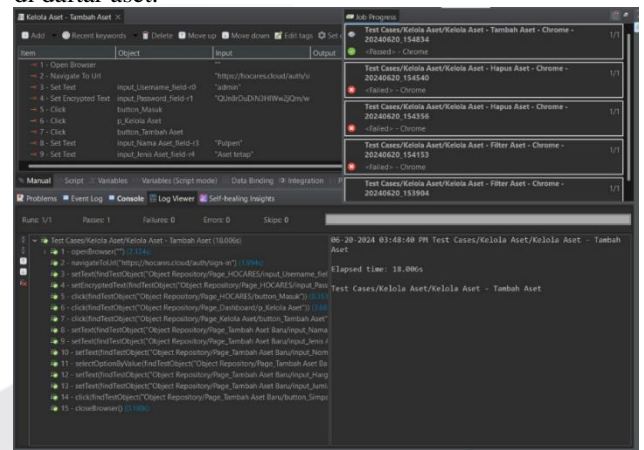 di daftar aset.
Kelola Aset - Tambah Aset
Add Recent keywords Delete Move up Move down Edit tags Set
Item Object Input Output
1 - Open Browser ""
2 - Navigate To Url "https://hocares.cloud/auth/s
3 - Set Text input_Username_field-r0 "admin"
4 - Set Encrypted Text input_Password_field-r1
5 - Click button_Masuk
6 - Click p_Kelola Aset
7 - Click button_Tambah Aset
8 - Set Text input_Nama Aset_field-r3 "Pulpen"
9 - Set Text input_Jenis Aset_field-r4 "Aset tetap"
Manual Script Variables Variables (Script mode) Data Binding Integration
Job Progress
Test Cases/Kelola Aset/Kelola Aset - Tambah Aset - Chrome - 1/1
20240620_154834
<Passed> - Chrome
Test Cases/Kelola Aset/Kelola Aset - Hapus Aset - Chrome - 1/1
20240620_154540
<Failed> - Chrome
Test Cases/Kelola Aset/Kelola Aset - Hapus Aset - Chrome - 1/1
20240620_154356
<Failed> - Chrome
Test Cases/Kelola Aset/Kelola Aset - Filter Aset - Chrome - 1/1
20240620_154153
<Failed> - Chrome
Test Cases/Kelola Aset/Kelola Aset - Filter Aset - Chrome - 1/1
20240620_153904
Problems Event Log Console Log Viewer Self-healing Insights
Runs: 1/1 Passes: 1 Failures: 0 Errors: 0 Skips: 0
Test Cases/Kelola Aset/Kelola Aset - Tambah Aset (18.006s)
1 - openBrowser("") (2.174s)
2 - navigateToUrl("https://hocares.cloud/auth/sign-in") (1.994s)
3 - setText(findTestObject("Object Repository/Page_HOCARES/input_Username_fiel
4 - setEncryptedText(findTestObject("Object Repository/Page_HOCARES/input_Pass
5 - click(findTestObject("Object Repository/Page_HOCARES/button_Masuk"))
6 - click(findTestObject("Object Repository/Page_Dashboard/p_Kelola Aset"))
7 - click(findTestObject("Object Repository/Page_Kelola Aset/button_Tambah Aset"
8 - setText(findTestObject("Object Repository/Page_Tambah Aset Baru/input_Nama
9 - setText(findTestObject("Object Repository/Page_Tambah Aset Baru/input_Jenis A
10 - setText(findTestObject("Object Repository/Page_Tambah Aset Baru/input_Nom
11 - selectOptionByValue(findTestObject("Object Repository/Page_Tambah Aset Ba
12 - setText(findTestObject("Object Repository/Page_Tambah Aset Baru/input_Harg
13 - setText(findTestObject("Object Repository/Page_Tambah Aset Baru/input_Juml
14 - click(findTestObject("Object Repository/Page_Tambah Aset Baru/button_Simpa
15 - closeBrowser()
06-20-2024 03:48:40 PM Test Cases/Kelola Aset/Kelola Aset - Tambah
Aset
Elapsed time: 18.006s
Test Cases/Kelola Aset/Kelola Aset - Tambah Aset